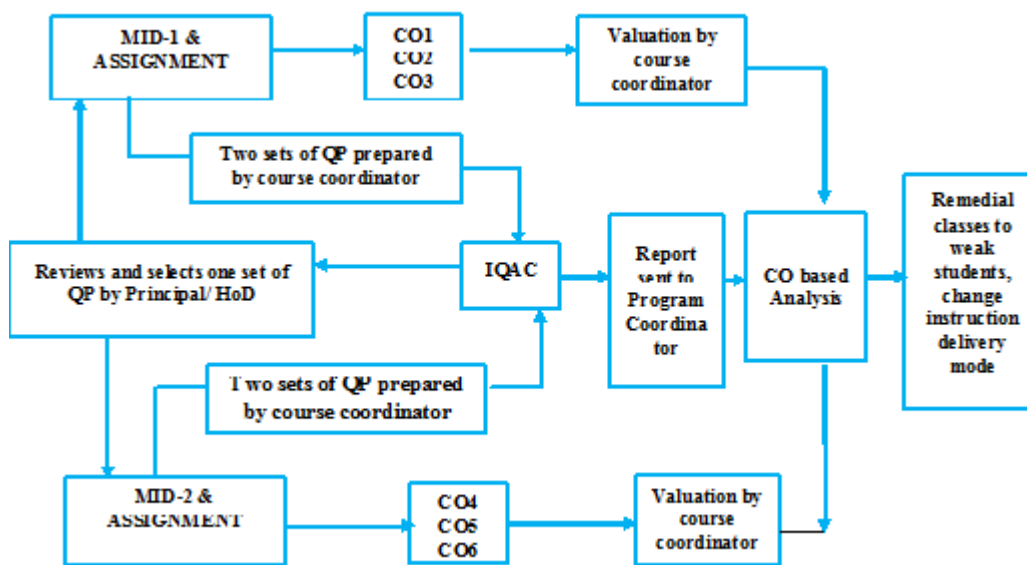 MID-1 &
ASSIGNMENT
CO1
CO2
CO3
Valuation by
course
coordinator
Two sets of QP prepared
by course coordinator
Reviews and selects one set of
QP by Principal/ HoD
IQAC
Report
sent to
Program
Coordina
tor
CO based
Analysis
Remedial
classes to
weak
students,
change
instruction
delivery
mode
Two sets of QP prepared
by course coordinator
MID-2 &
ASSIGNMENT
CO4
CO5
CO6
Valuation by
course
coordinator